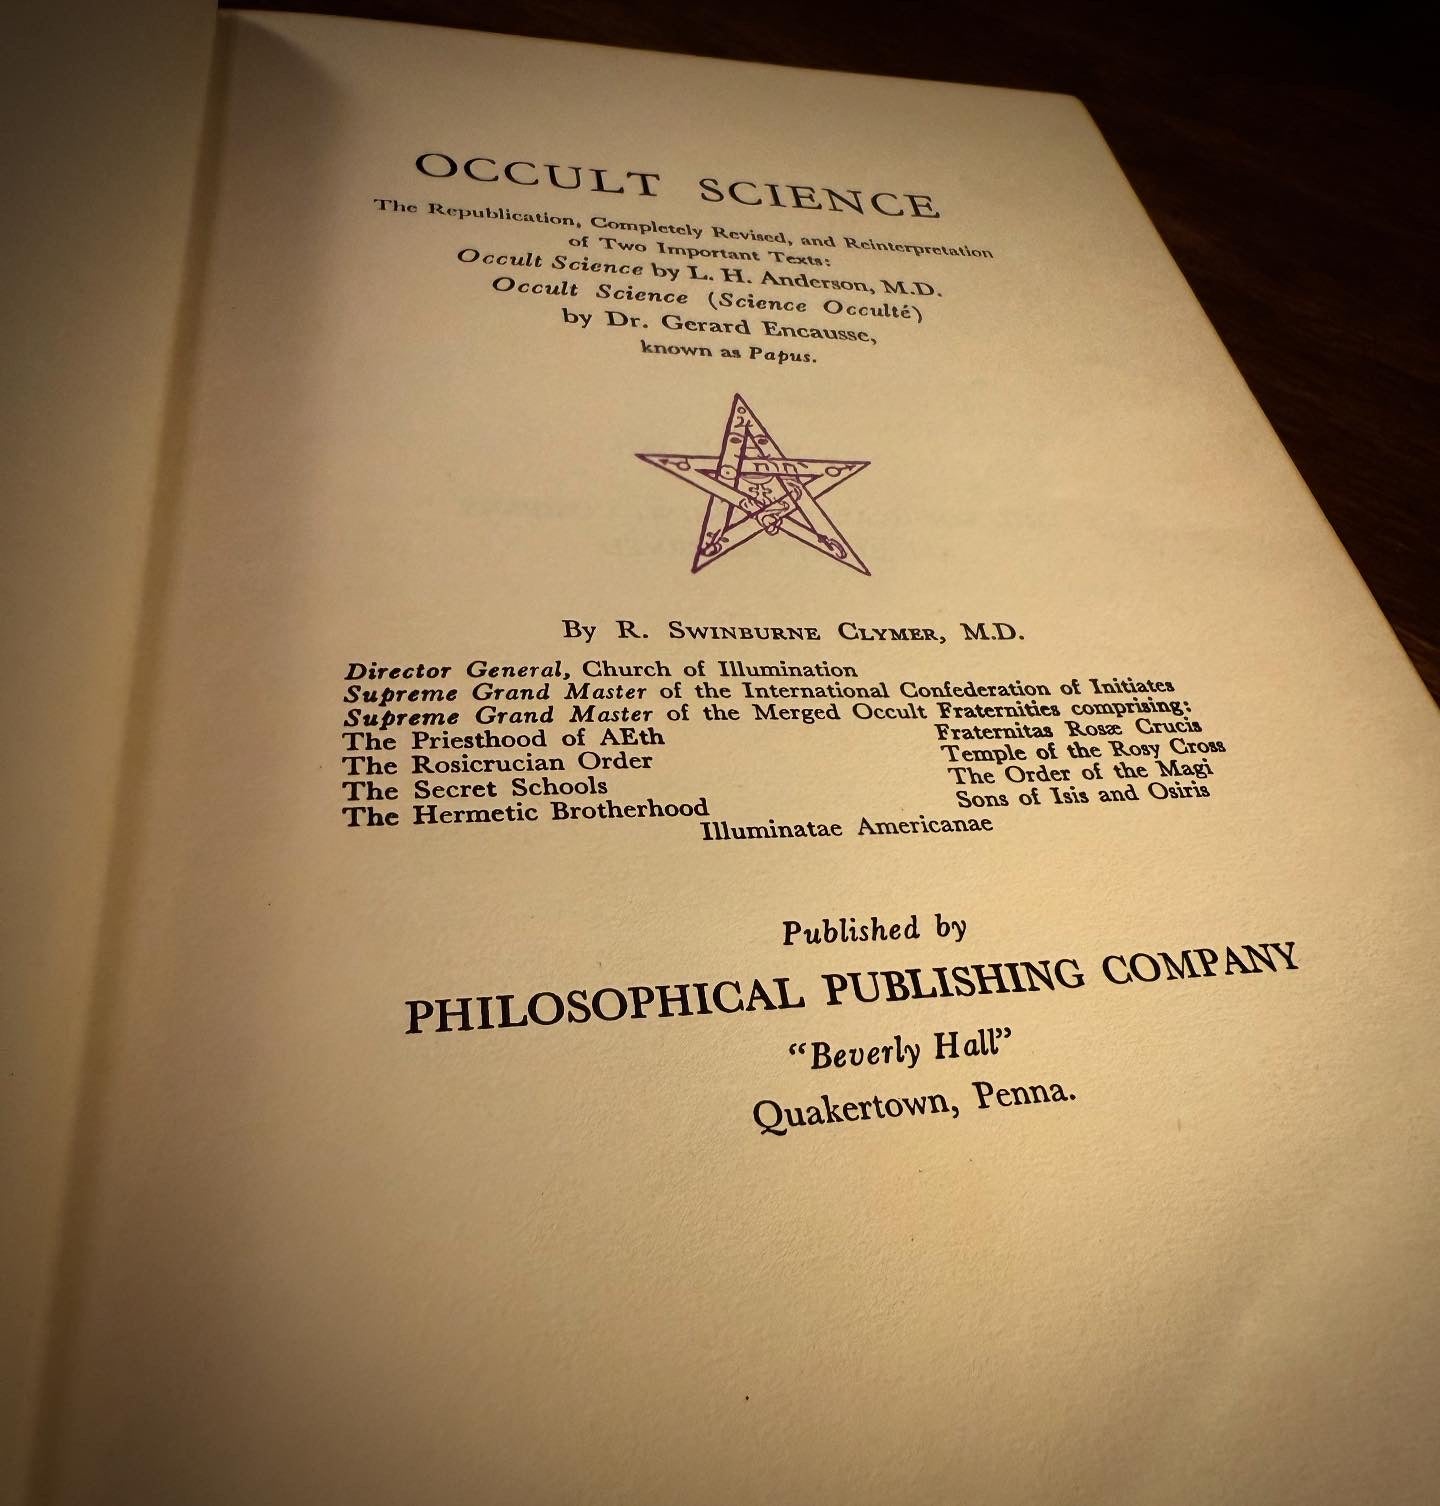 OCCULT SCIENCE
The Republication, Completely Revised, and Reinterpretation
of Two Important Texts:
Occult Science by L. H. Anderson, M.D.
Occult Science (Science Occulté)
by Dr. Gerard Encausse,
known as Papus.
By R. SWINBURNE CLYMER, M.D.
Director General, Church of Illumination
Supreme Grand Master of the International Confederation of Initiates
Supreme Grand Master of the Merged Occult Fraternities comprising:
The Priesthood of AEth
Fraternitas Rosæ Crucis
The Rosicrucian Order
Temple of the Rosy Cross
The Secret Schools
The Order of the Magi
The Hermetic Brotherhood
Sons of Isis and Osiris
Illuminatae Americanae
Published by
PHILOSOPHICAL PUBLISHING COMPANY
“Beverly Hall”
Quakertown, Penna.